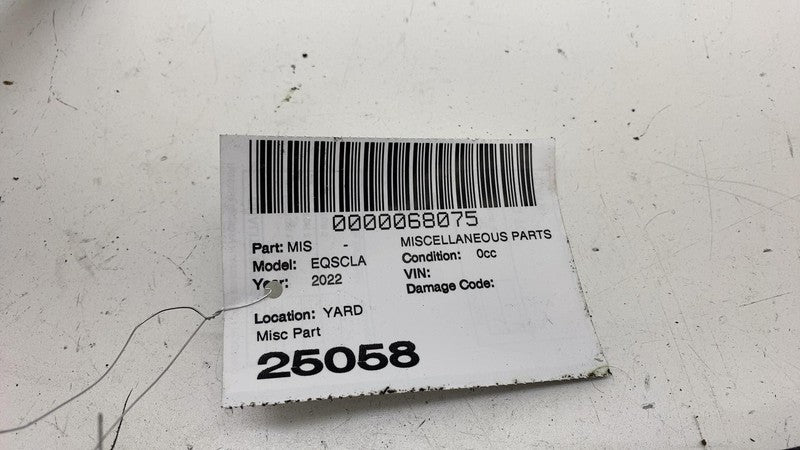 0000068075
Part: MIS - MISCELLANEOUS PARTS
Model: EQSCLA Condition: 0cc
Year: 2022 VIN:
Damage Code:
Location: YARD
Misc Part
25058